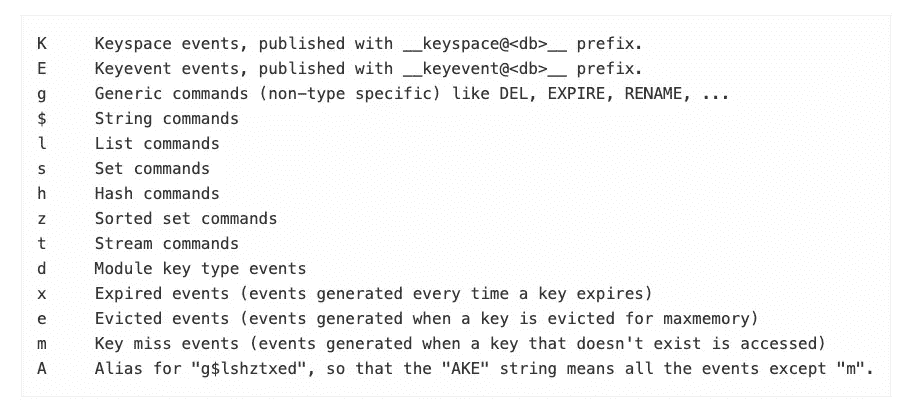 K     Keyspace events, published with __keyspace@<db>__ prefix.
E     Keyevent events, published with __keyevent@<db>__ prefix.
g     Generic commands (non-type specific) like DEL, EXPIRE, RENAME, ...
$     String commands
l     List commands
s     Set commands
h     Hash commands
z     Sorted set commands
t     Stream commands
d     Module key type events
x     Expired events (events generated every time a key expires)
e     Evicted events (events generated when a key is evicted for maxmemory)
m     Key miss events (events generated when a key that doesn't exist is accessed)
A     Alias for "g$lshztxed", so that the "AKE" string means all the events except "m".